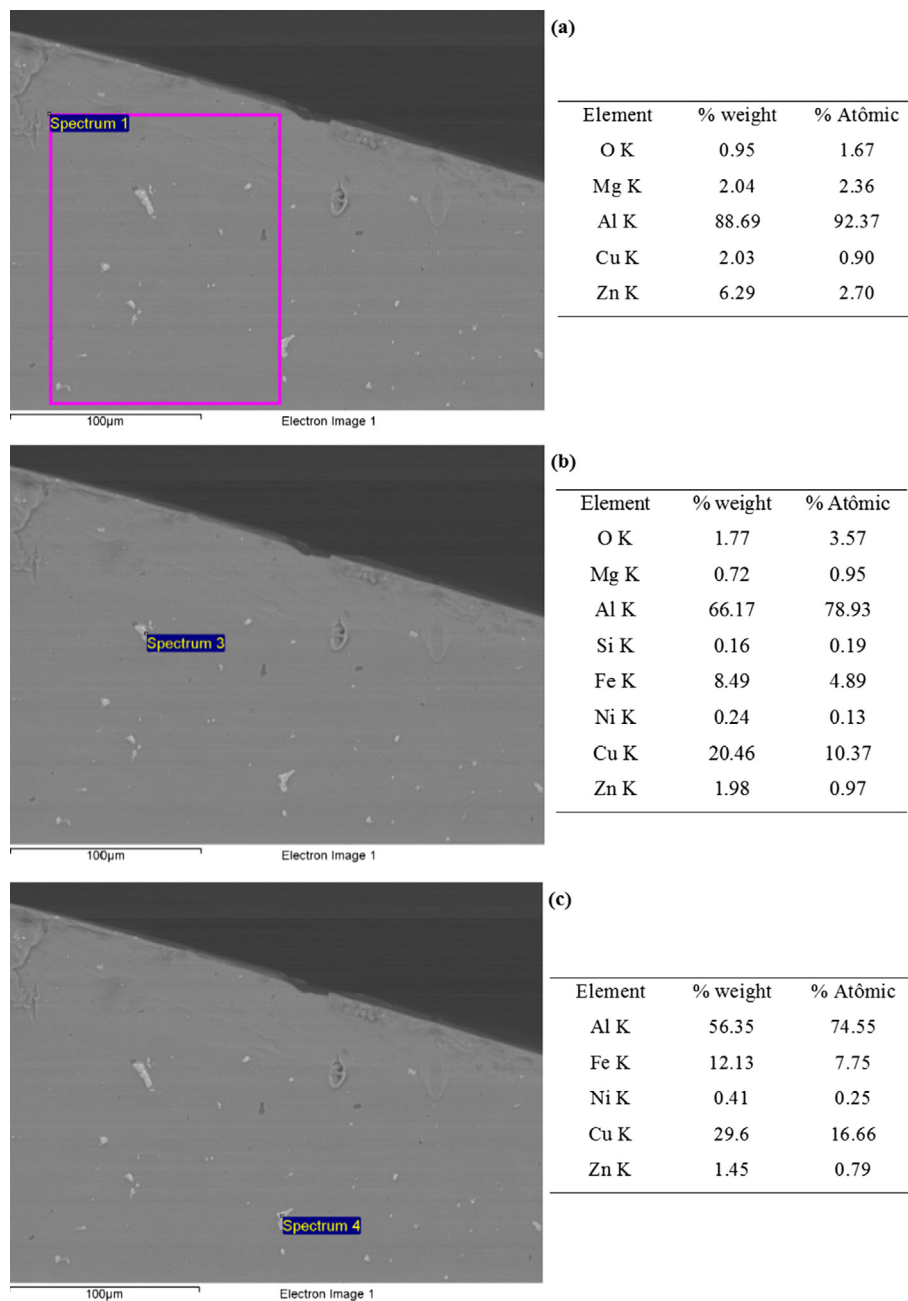 (a)
Spectrum 1
100µm Electron Image 1
Element % weight % Atômic
O K 0.95 1.67
Mg K 2.04 2.36
Al K 88.69 92.37
Cu K 2.03 0.90
Zn K 6.29 2.70
(b)
Spectrum 3
100µm Electron Image 1
Element % weight % Atômic
O K 1.77 3.57
Mg K 0.72 0.95
Al K 66.17 78.93
Si K 0.16 0.19
Fe K 8.49 4.89
Ni K 0.24 0.13
Cu K 20.46 10.37
Zn K 1.98 0.97
(c)
Spectrum 4
100µm Electron Image 1
Element % weight % Atômic
Al K 56.35 74.55
Fe K 12.13 7.75
Ni K 0.41 0.25
Cu K 29.6 16.66
Zn K 1.45 0.79